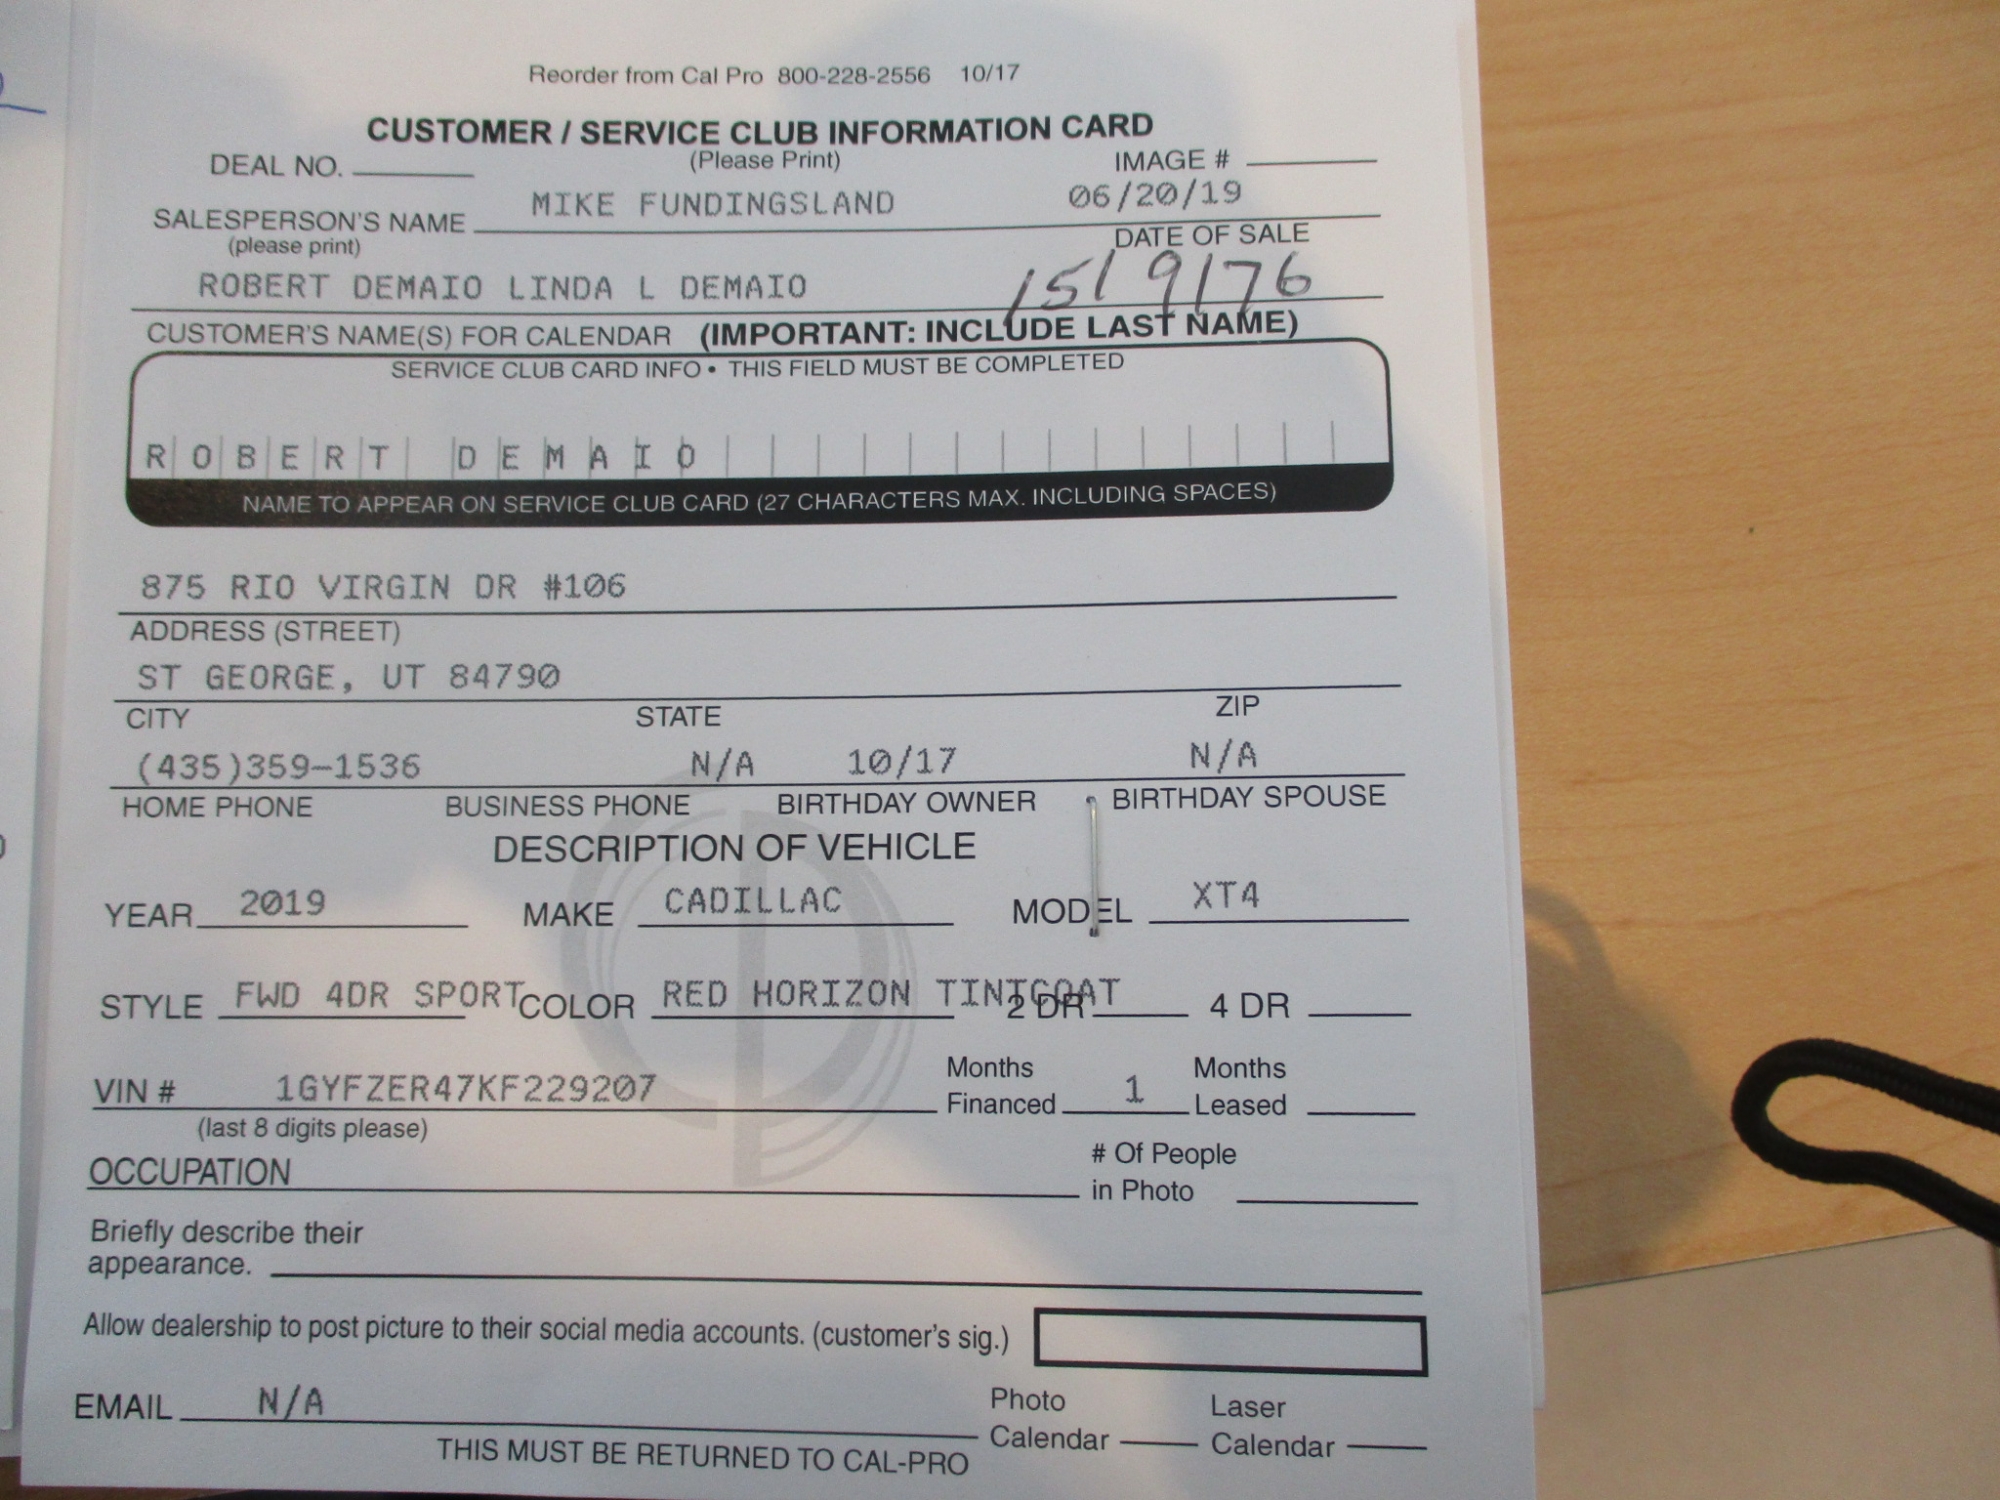 Reorder from Cal Pro 800-228-2556 10/17
CUSTOMER / SERVICE CLUB INFORMATION CARD
DEAL NO. (Please Print) IMAGE #
MIKE FUNDINGSLAND 06/20/19
SALESPERSON'S NAME
(please print) DATE OF SALE
ROBERT DEMAIO LINDA L DEMAIO 1519176
CUSTOMER'S NAME(S) FOR CALENDAR (IMPORTANT: INCLUDE LAST NAME)
SERVICE CLUB CARD INFO • THIS FIELD MUST BE COMPLETED
ROBERT DEMAIO
NAME TO APPEAR ON SERVICE CLUB CARD (27 CHARACTERS MAX. INCLUDING SPACES)
875 RIO VIRGIN DR #106
ADDRESS (STREET)
ST GEORGE, UT 84790
CITY STATE ZIP
(435)359-1536 N/A 10/17 N/A
HOME PHONE BUSINESS PHONE BIRTHDAY OWNER BIRTHDAY SPOUSE
DESCRIPTION OF VEHICLE
YEAR 2019 MAKE CADILLAC MODEL XT4
STYLE FWD 4DR SPORT COLOR RED HORIZON TINTCOAT 2 DR 4 DR
VIN # 1GYFZER47KF229207 Months Financed 1 Months Leased
(last 8 digits please)
OCCUPATION # Of People in Photo
Briefly describe their
appearance.
Allow dealership to post picture to their social media accounts. (customer's sig.)
EMAIL N/A Photo Calendar Laser Calendar
THIS MUST BE RETURNED TO CAL-PRO